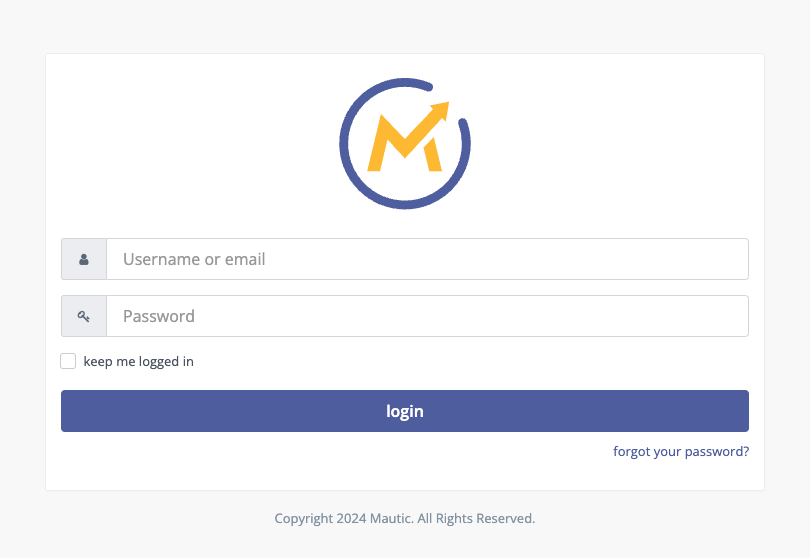 Username or email
Password
keep me logged in
login
forgot your password?
Copyright 2024 Mautic. All Rights Reserved.